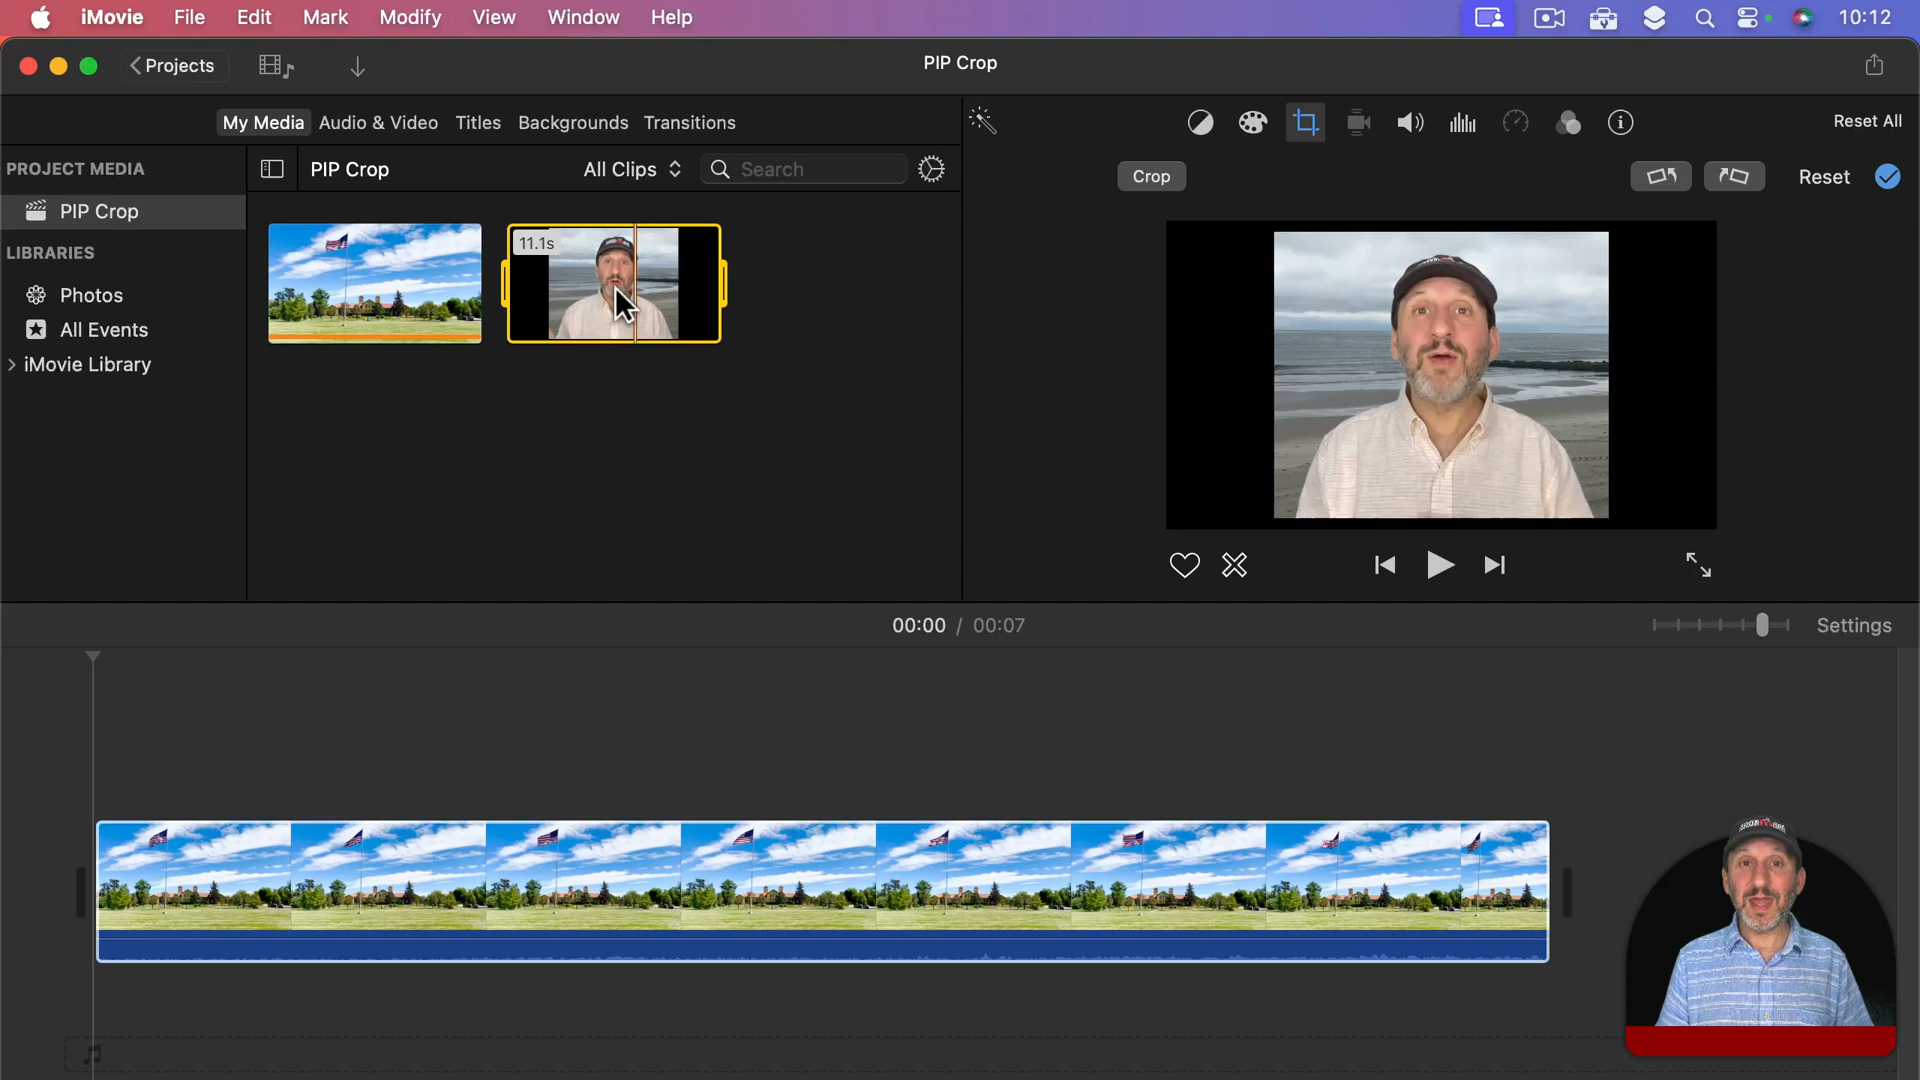 iMovie File Edit Mark Modify View Window Help 10:12
Projects PIP Crop
My Media Audio & Video Titles Backgrounds Transitions Reset All
PROJECT MEDIA PIP Crop All Clips Search Crop Reset
PIP Crop
LIBRARIES
11.1s
Photos
All Events
iMovie Library
00:00 / 00:07 Settings